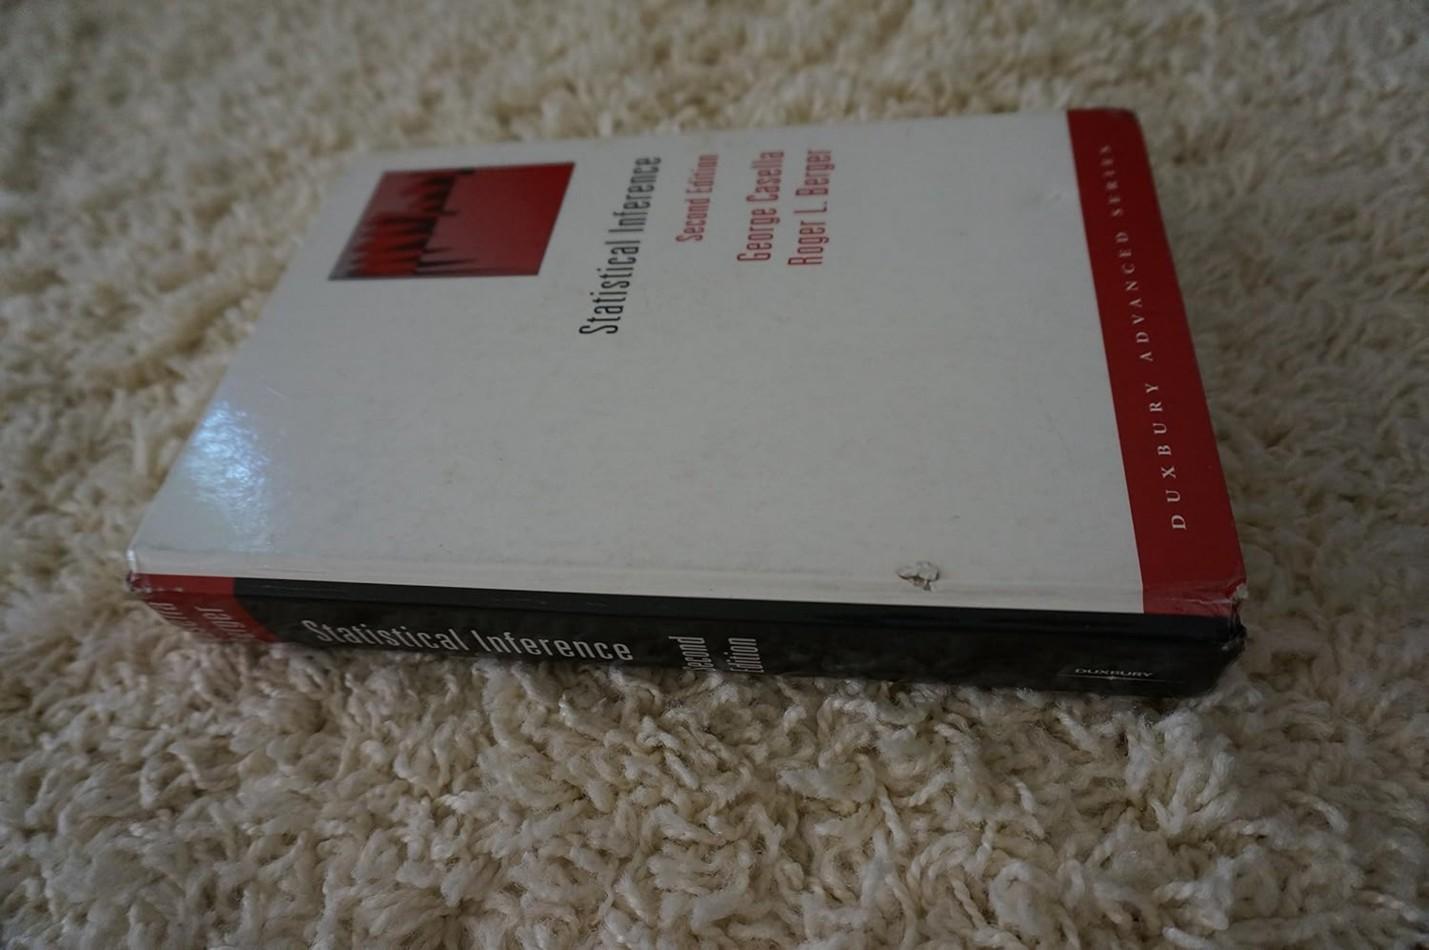 Statistical Inference
Second Edition
George Casella
Roger L. Berger
DUXBURY ADVANCED SERIES
Statistical Inference
Second
Edition
DUXBURY